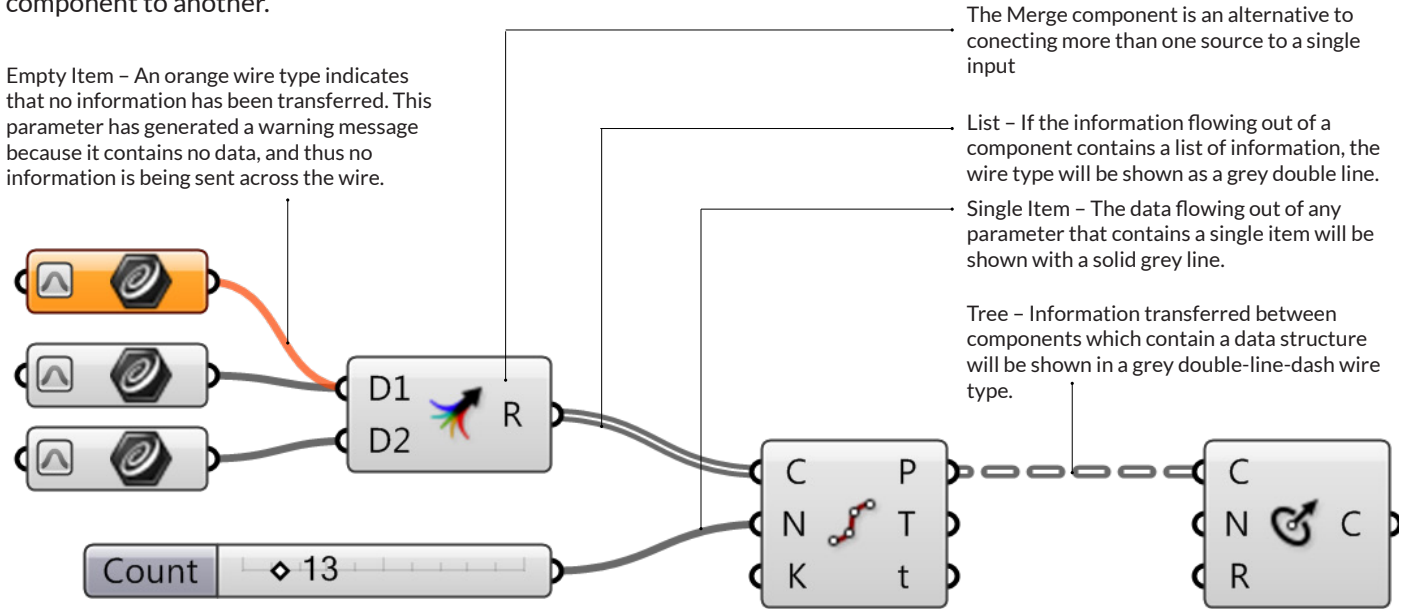 component to another.
Empty Item – An orange wire type indicates
that no information has been transferred. This
parameter has generated a warning message
because it contains no data, and thus no
information is being sent across the wire.
The Merge component is an alternative to
conecting more than one source to a single
input
List – If the information flowing out of a
component contains a list of information, the
wire type will be shown as a grey double line.
Single Item – The data flowing out of any
parameter that contains a single item will be
shown with a solid grey line.
Tree – Information transferred between
components which contain a data structure
will be shown in a grey double-line-dash wire
type.
D1
D2
R
Count
13
C
N
K
P
T
t
C
N
R
C